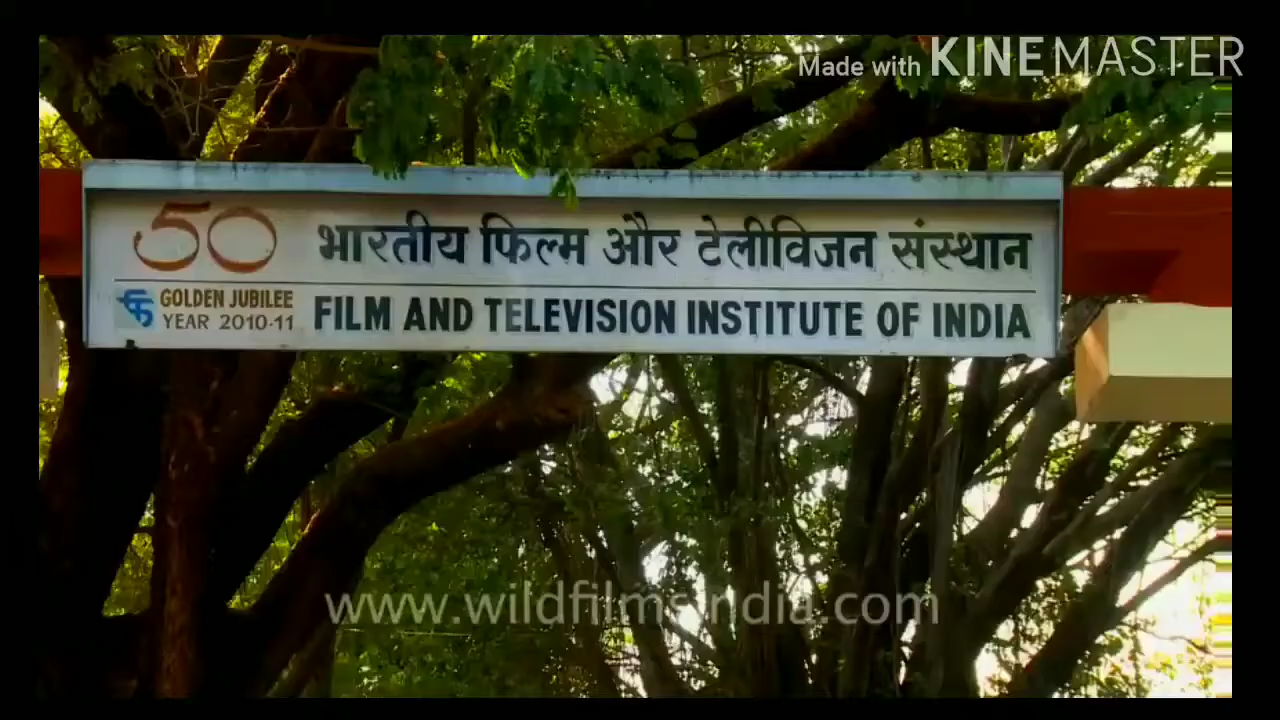 Made with KINEMASTER
50 भारतीय फिल्म और टेलीविजन संस्थान
GOLDEN JUBILEE
YEAR 2010-11
FILM AND TELEVISION INSTITUTE OF INDIA
www.wildfilmsindia.com